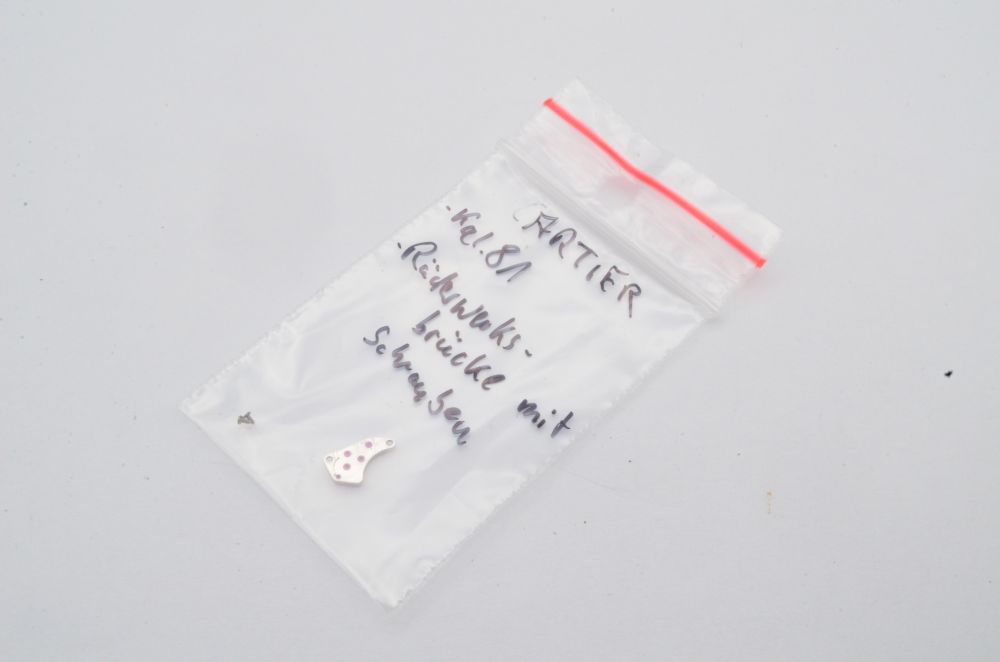 CARTIER
- Kal. 81
- Räderwerks-
brücke mit
Schrauben